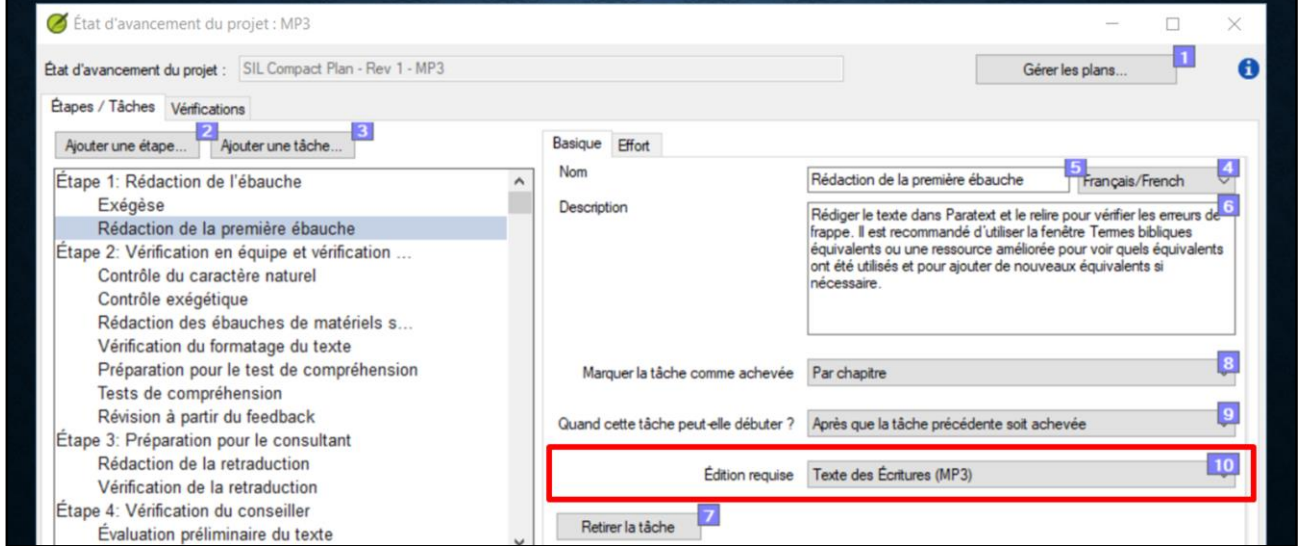 État d'avancement du projet : MP3
État d'avancement du projet : SIL Compact Plan - Rev 1 - MP3
Gérer les plans...
1
Étapes / Tâches
Vérifications
Ajouter une étape...
2
Ajouter une tâche...
3
Étape 1: Rédaction de l'ébauche
Exégèse
Rédaction de la première ébauche
Étape 2: Vérification en équipe et vérification ...
Contrôle du caractère naturel
Contrôle exégétique
Rédaction des ébauches de matériels s...
Vérification du formatage du texte
Préparation pour le test de compréhension
Tests de compréhension
Révision à partir du feedback
Étape 3: Préparation pour le consultant
Rédaction de la retraduction
Vérification de la retraduction
Étape 4: Vérification du conseiller
Évaluation préliminaire du texte
Basique
Effort
Nom
Rédaction de la première ébauche
5
Français/French
4
Description
6
Rédiger le texte dans Paratext et le relire pour vérifier les erreurs de
frappe. Il est recommandé d'utiliser la fenêtre Termes bibliques
équivalents ou une ressource améliorée pour voir quels équivalents
ont été utilisés et pour ajouter de nouveaux équivalents si
nécessaire.
Marquer la tâche comme achevée
Par chapitre
8
Quand cette tâche peut-elle débuter ?
Après que la tâche précédente soit achevée
9
Édition requise
Texte des Écritures (MP3)
10
Retirer la tâche
7